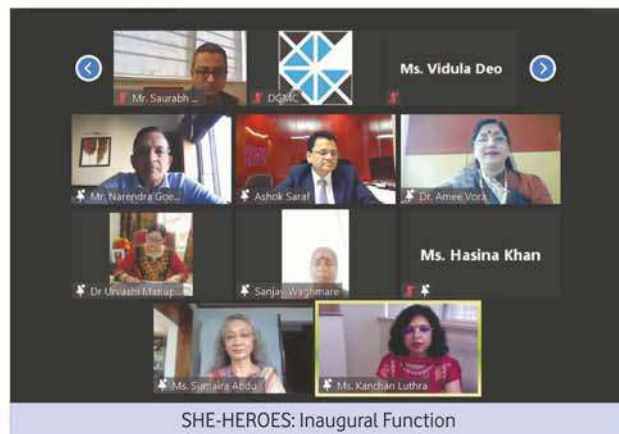 Mr. Saurabh ...
DGMC
Ms. Vidula Deo
Mr. Narendra Goe...
Ashok Saraf
Dr. Amee Vora
Dr Urvashi Manap...
Sanjay Waghmare
Ms. Hasina Khan
Ms. Sumaira Abdu...
Ms. Kanchan Luthra
SHE-HEROES: Inaugural Function